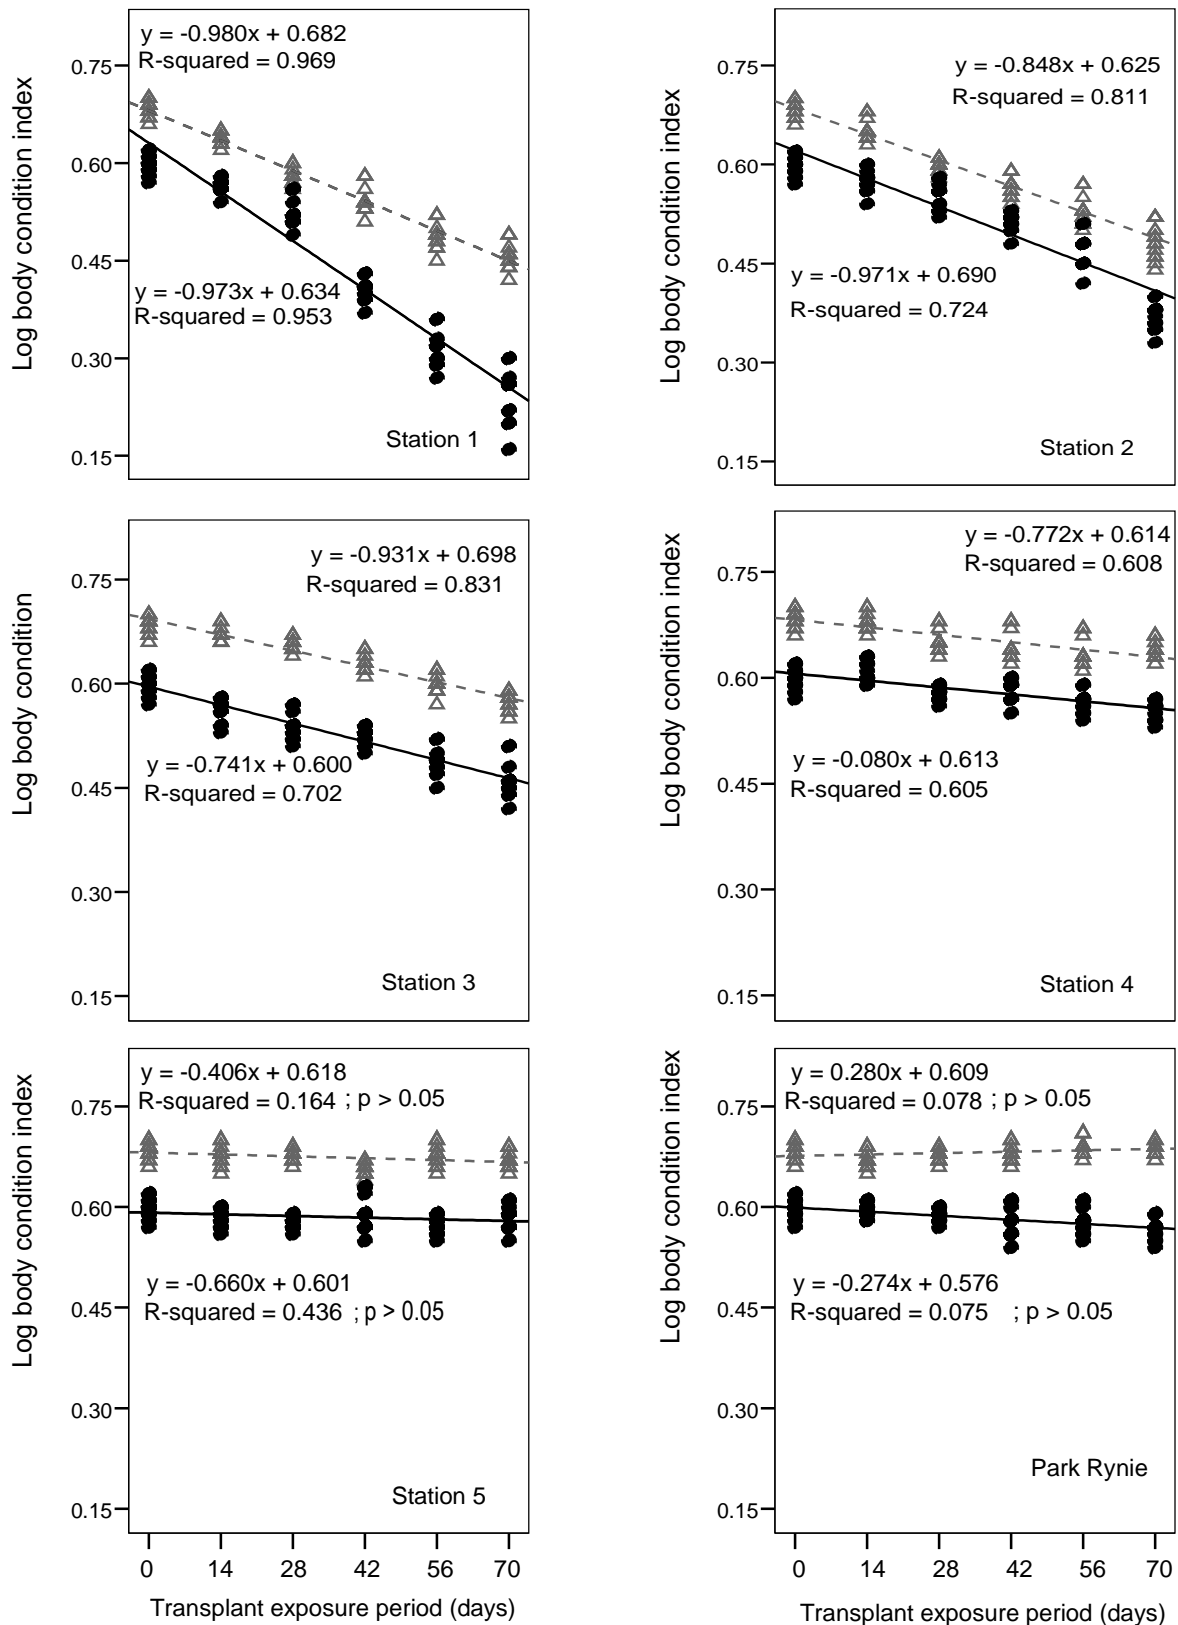 y = -0.980x + 0.682
R-squared = 0.969
0.75
0.60
0.45
0.30
0.15
Log body condition index
y = -0.973x + 0.634
R-squared = 0.953
Station 1
y = -0.848x + 0.625
R-squared = 0.811
0.75
0.60
0.45
0.30
0.15
Log body condition index
y = -0.971x + 0.690
R-squared = 0.724
Station 2
y = -0.931x + 0.698
R-squared = 0.831
0.75
0.60
0.45
0.30
0.15
Log body condition
y = -0.741x + 0.600
R-squared = 0.702
Station 3
y = -0.772x + 0.614
R-squared = 0.608
0.75
0.60
0.45
0.30
0.15
Log body condition index
y = -0.080x + 0.613
R-squared = 0.605
Station 4
y = -0.406x + 0.618
R-squared = 0.164 ; p > 0.05
0.75
0.60
0.45
0.30
0.15
Log body condition index
y = -0.660x + 0.601
R-squared = 0.436 ; p > 0.05
Station 5
0 14 28 42 56 70
Transplant exposure period (days)
y = 0.280x + 0.609
R-squared = 0.078 ; p > 0.05
0.75
0.60
0.45
0.30
0.15
Log body condition index
y = -0.274x + 0.576
R-squared = 0.075 ; p > 0.05
Park Rynie
0 14 28 42 56 70
Transplant exposure period (days)